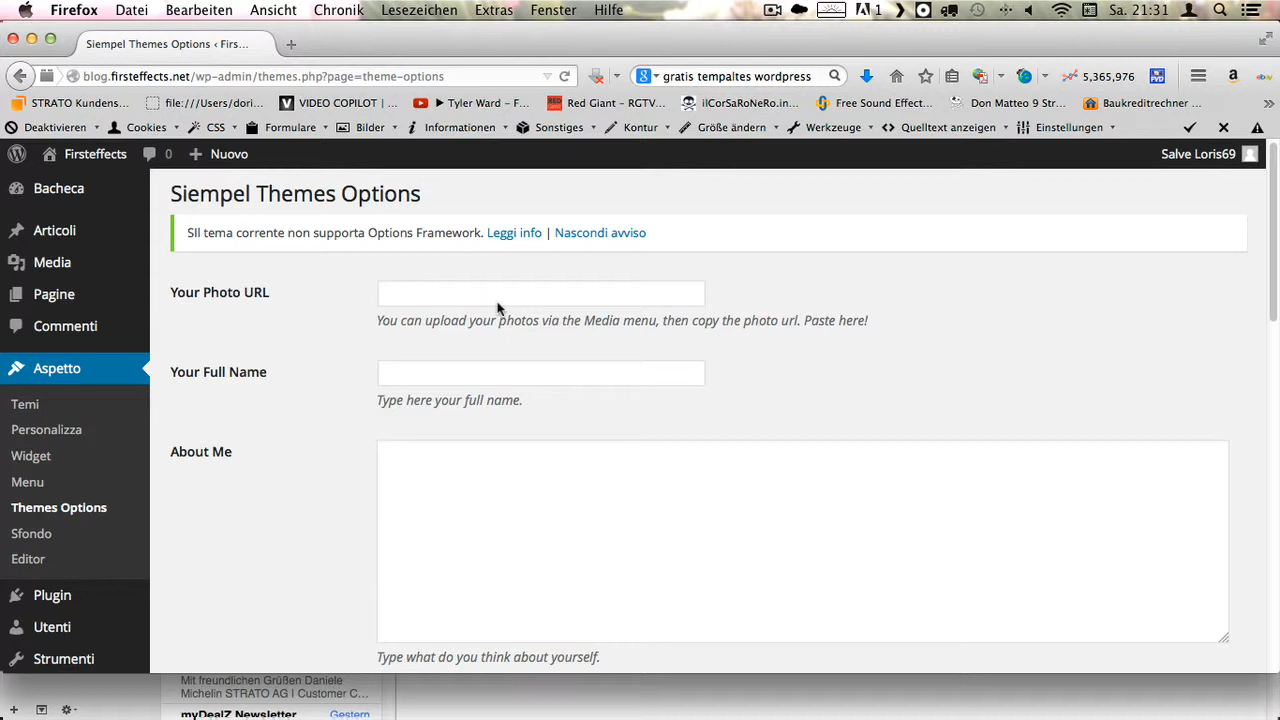 Firefox Datei Bearbeiten Ansicht Chronik Lesezeichen Extras Fenster Hilfe 1 Sa. 21:31
Siempel Themes Options ‹ Firs...
blog.firsteffects.net/wp-admin/themes.php?page=theme-options gratis tempaltes wordpress 5,365,976
STRATO Kundens... file:///Users/dori... VIDEO COPILOT | ... ▶ Tyler Ward - F... Red Giant - RGTV... ilCorSaRoNeRo.in... Free Sound Effect... Don Matteo 9 Str... Baukreditrechner ...
Deaktivieren Cookies CSS Formulare Bilder Informationen Sonstiges Kontur Größe ändern Werkzeuge Quelltext anzeigen Einstellungen
Firsteffects 0 Nuovo Salve Loris69
Bacheca
Articoli
Media
Pagine
Commenti
Aspetto
Temi
Personalizza
Widget
Menu
Themes Options
Sfondo
Editor
Plugin
Utenti
Strumenti
Siempel Themes Options
SIl tema corrente non supporta Options Framework. Leggi info | Nascondi avviso
Your Photo URL
You can upload your photos via the Media menu, then copy the photo url. Paste here!
Your Full Name
Type here your full name.
About Me
Type what do you think about yourself.
Mit freundlichen Grüßen Daniele
Michelin STRATO AG | Customer C...
myDealZ Newsletter Gestern